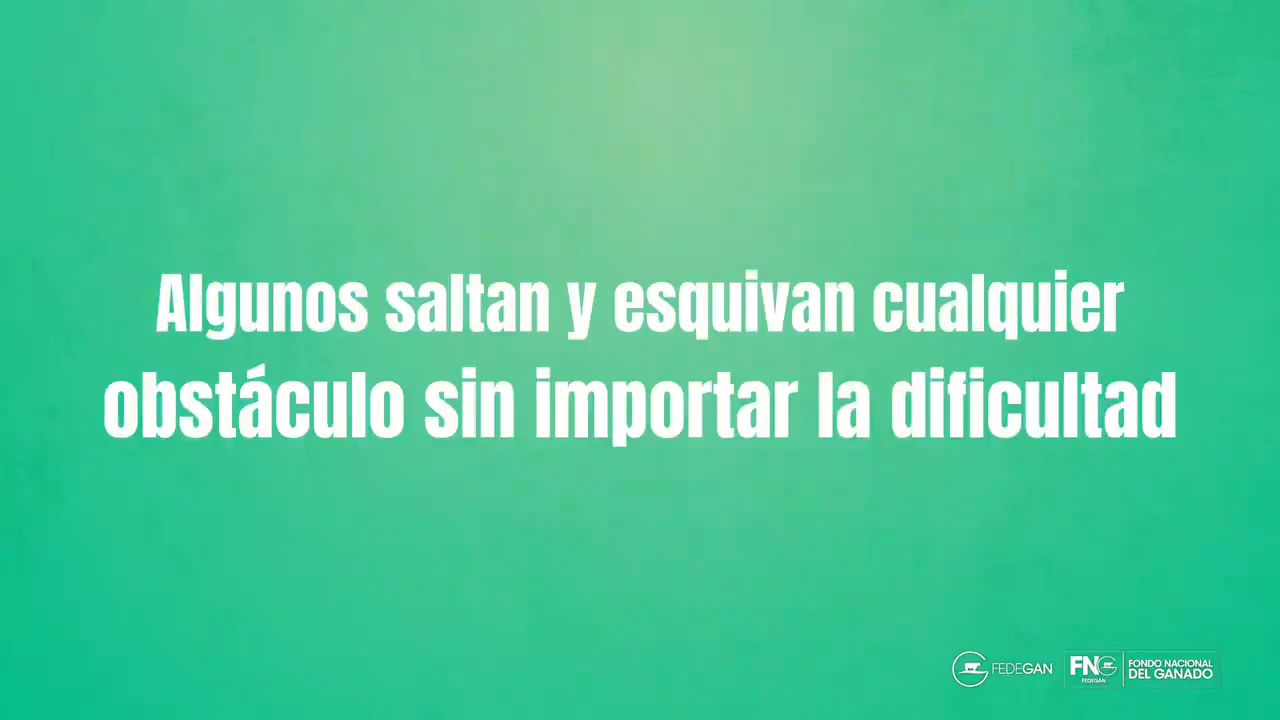 Algunos saltan y esquivan cualquier
obstáculo sin importar la dificultad
FEDEGAN
FNG
FEDEGAN
FONDO NACIONAL
DEL GANADO